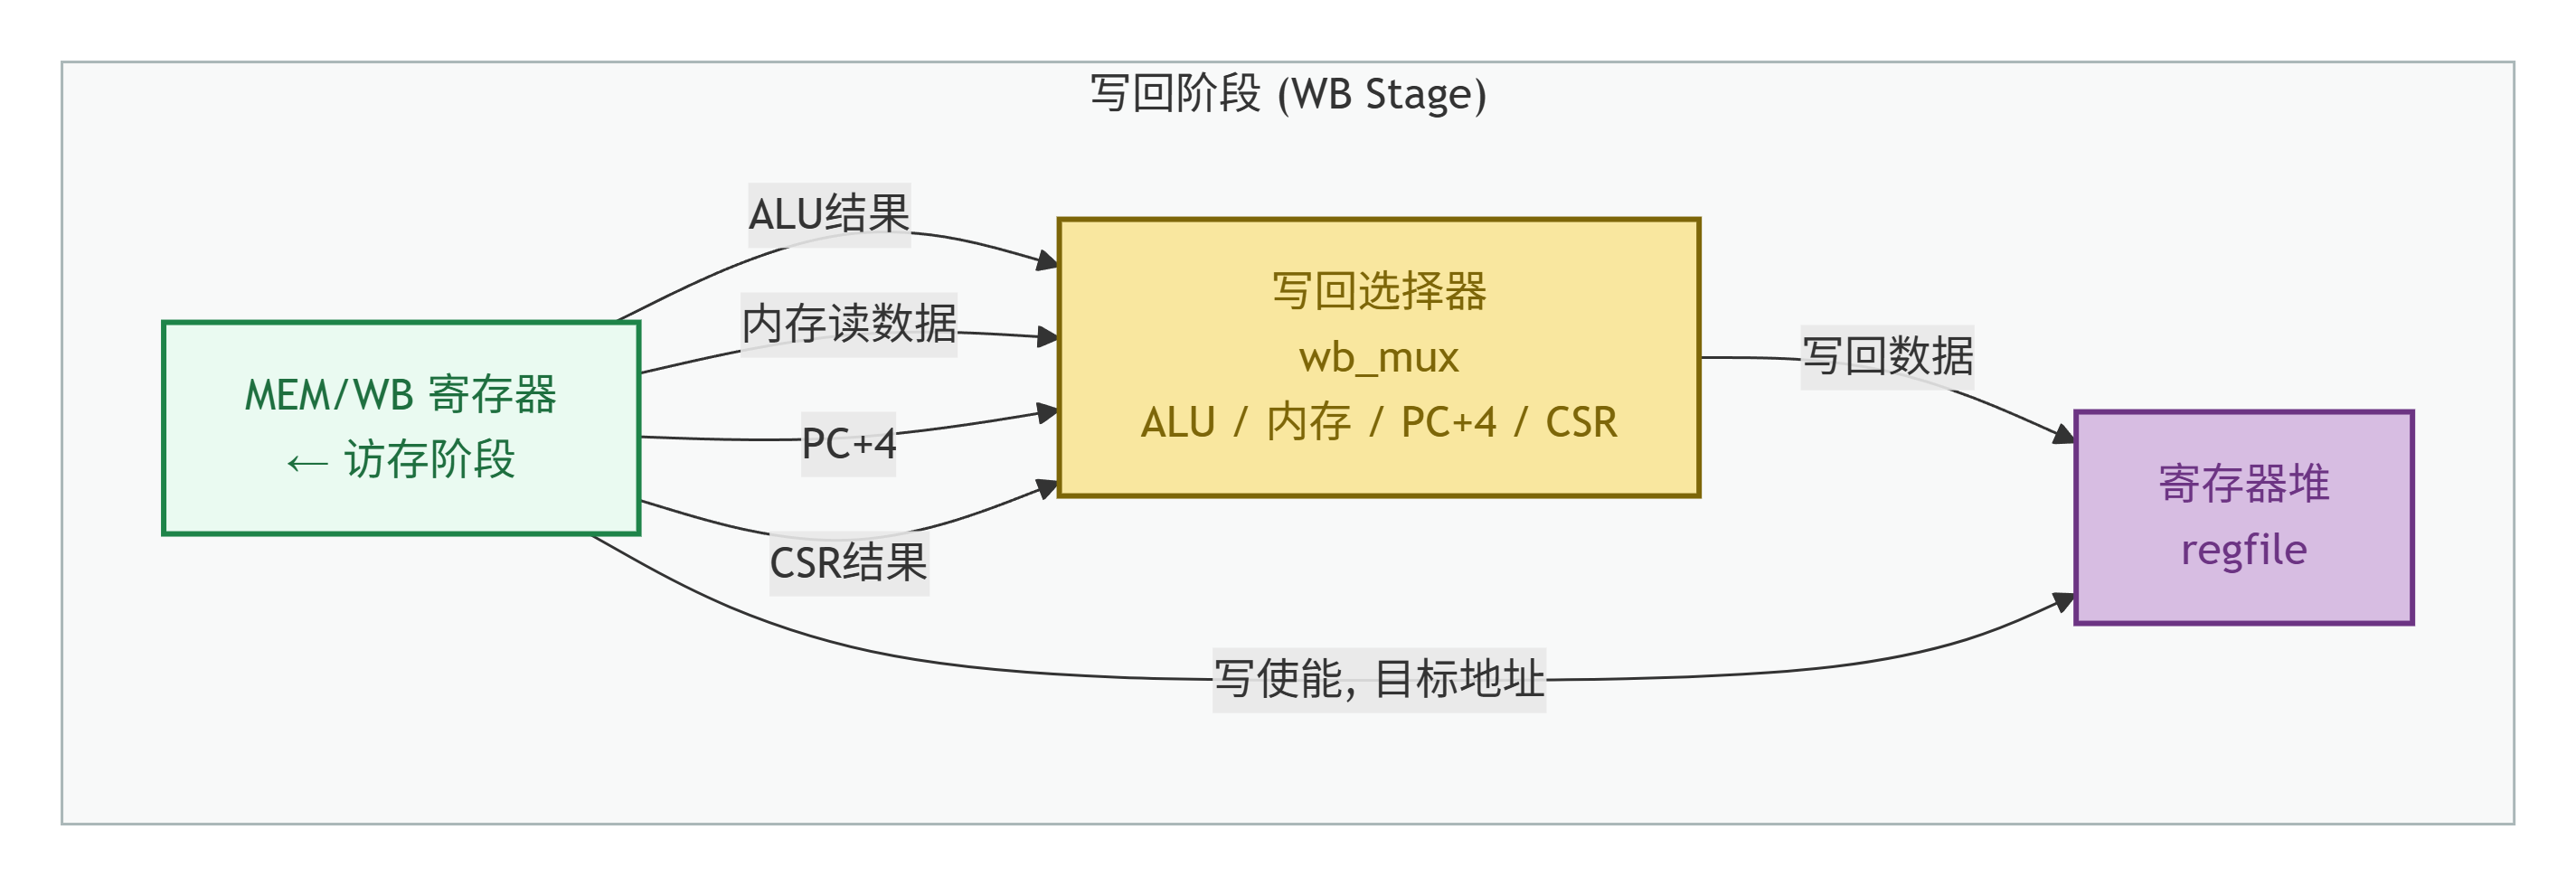 写回阶段 (WB Stage)
ALU结果
内存读数据
PC+4
CSR结果
MEM/WB 寄存器
← 访存阶段
写回选择器
wb_mux
ALU / 内存 / PC+4 / CSR
写回数据
寄存器堆
regfile
写使能, 目标地址